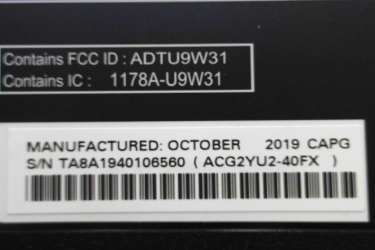 Contains FCC ID : ADTU9W31
Contains IC : 1178A-U9W31
MANUFACTURED: OCTOBER 2019 CAPG
S/N TA8A1940106560 ( ACG2YU2-40FX )